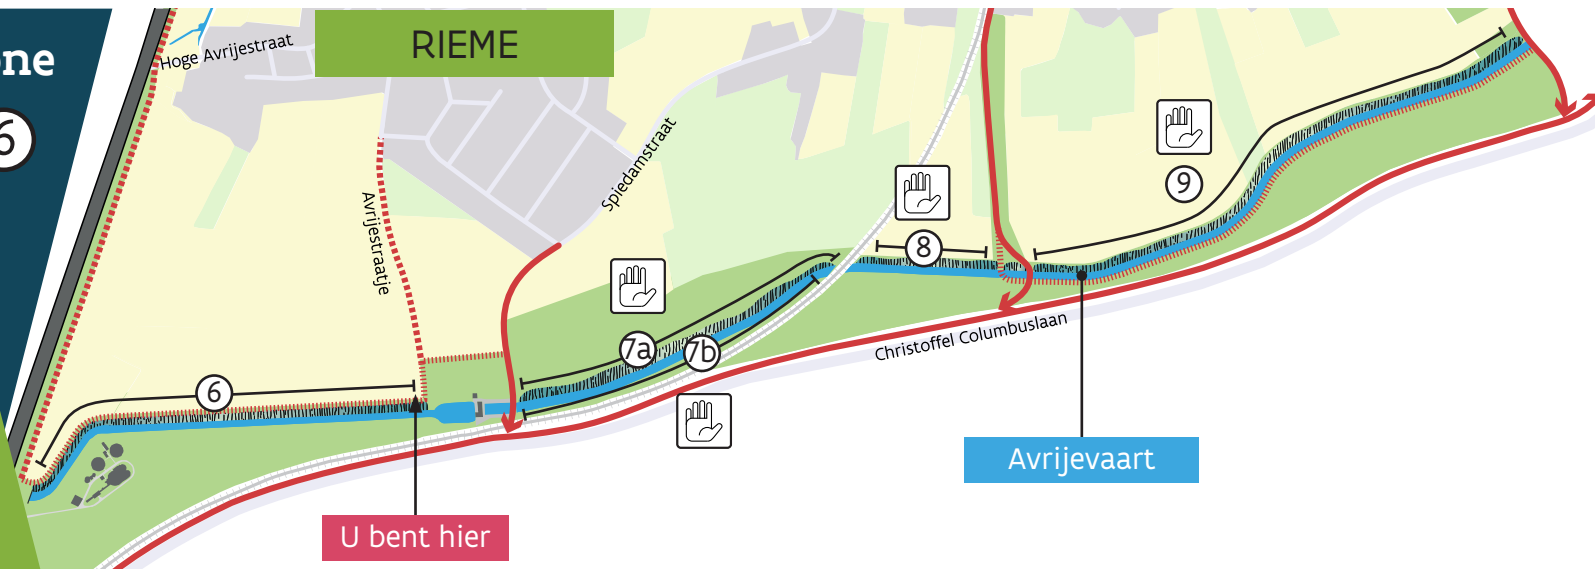 ne
6
Hoge Avrijestraat
RIEME
Spiedamstraat
Avrijestraatje
9
8
7a
7b
6
Christoffel Columbuslaan
Avrijevaart
U bent hier